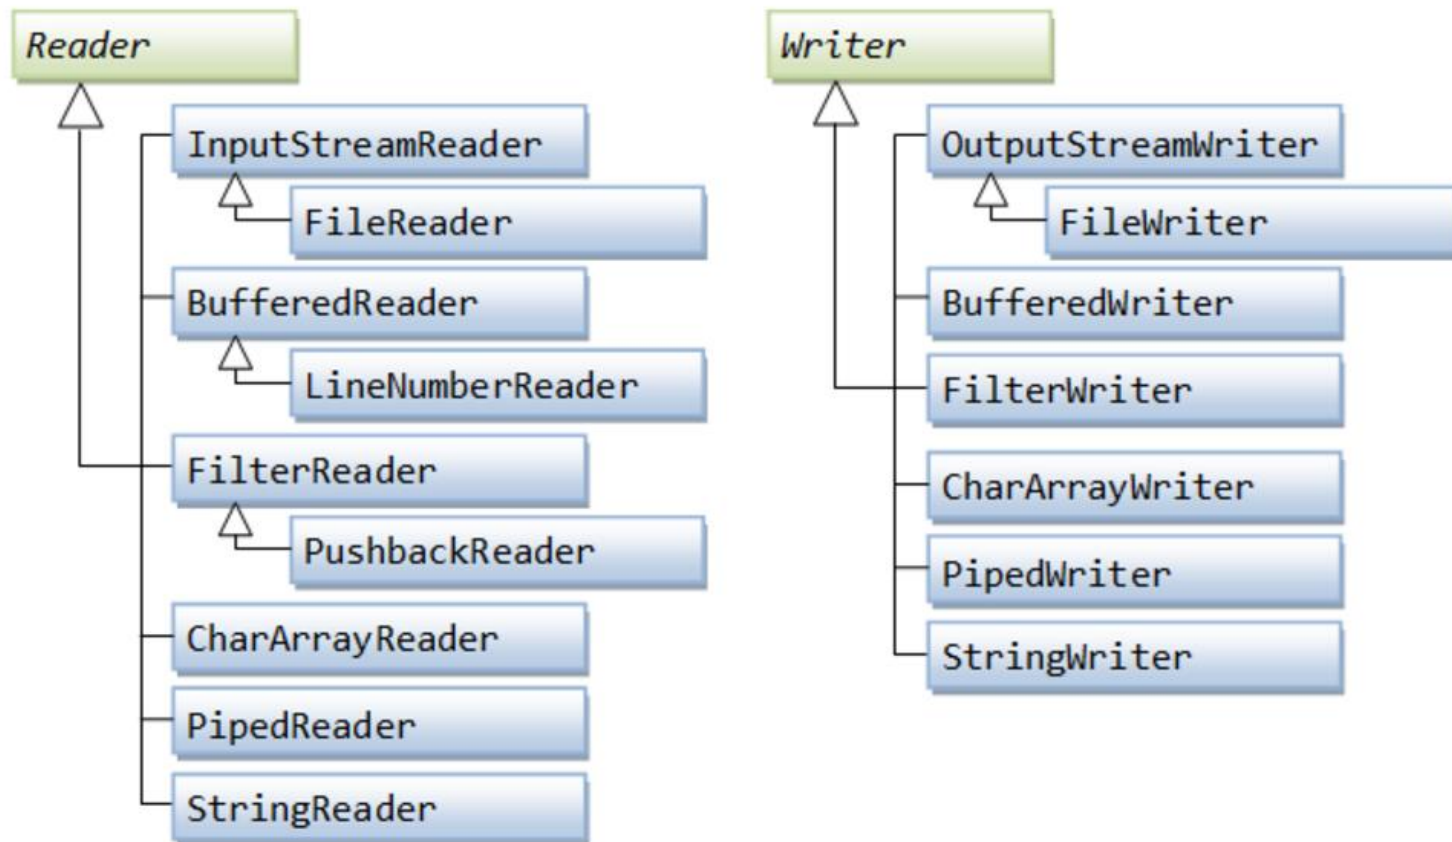 Reader
InputStreamReader
FileReader
BufferedReader
LineNumberReader
FilterReader
PushbackReader
CharArrayReader
PipedReader
StringReader
Writer
OutputStreamWriter
FileWriter
BufferedWriter
FilterWriter
CharArrayWriter
PipedWriter
StringWriter